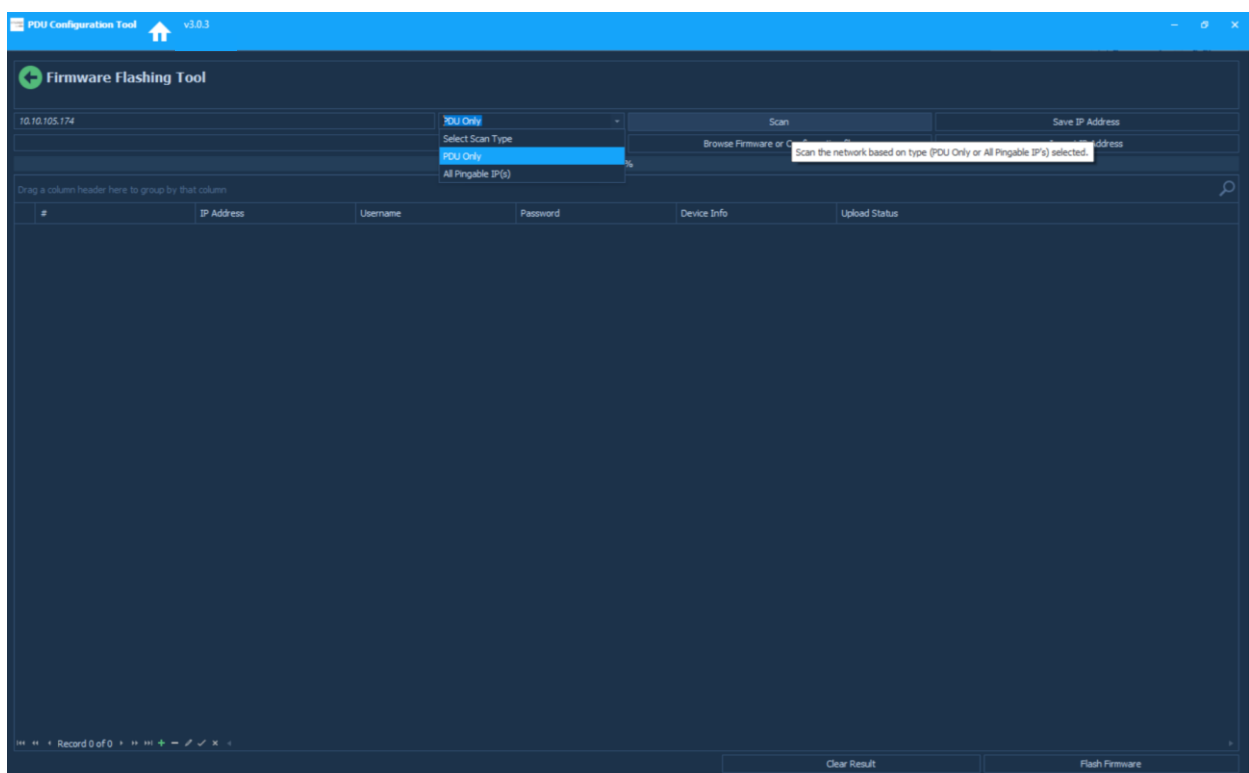 PDU Configuration Tool v3.0.3
Firmware Flashing Tool
10.10.105.174 PDU Only Scan Save IP Address
Select Scan Type
Browse Firmware or Address
PDU Only
Scan the network based on type (PDU Only or All Pingable IP's) selected.
%
All Pingable IP(s)
Drag a column header here to group by that column
# IP Address Username Password Device Info Upload Status
Record 0 of 0
Clear Result Flash Firmware